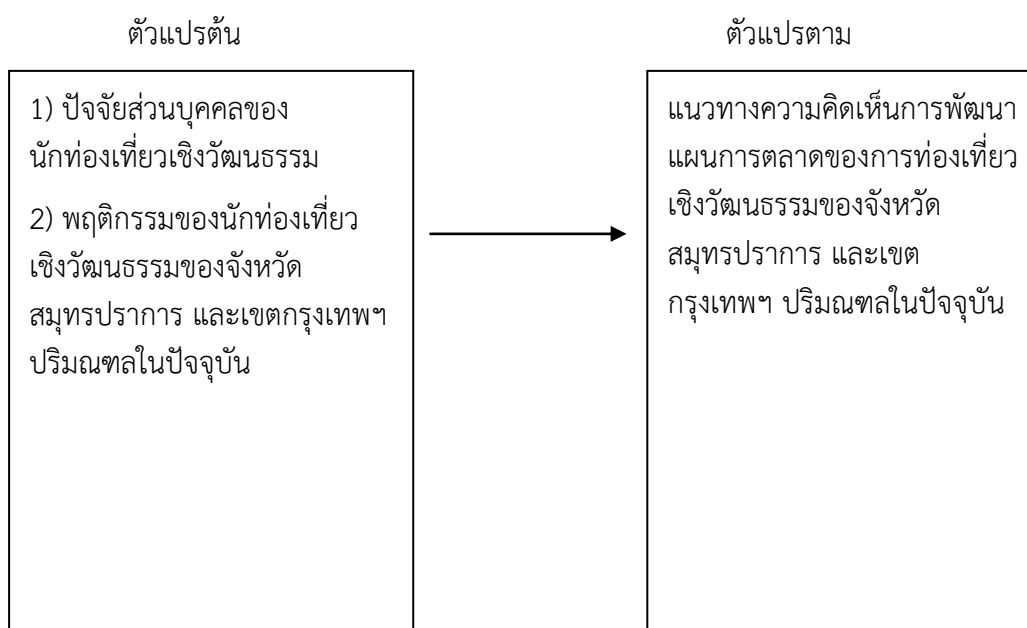 ตัวแปรต้น
ตัวแปรตาม
1) ปัจจัยส่วนบุคคลของ
นักท่องเที่ยวเชิงวัฒนธรรม
2) พฤติกรรมของนักท่องเที่ยว
เชิงวัฒนธรรมของจังหวัด
สมุทรปราการ และเขตกรุงเทพฯ
ปริมณฑลในปัจจุบัน
แนวทางความคิดเห็นการพัฒนา
แผนการตลาดของการท่องเที่ยว
เชิงวัฒนธรรมของจังหวัด
สมุทรปราการ และเขต
กรุงเทพฯ ปริมณฑลในปัจจุบัน